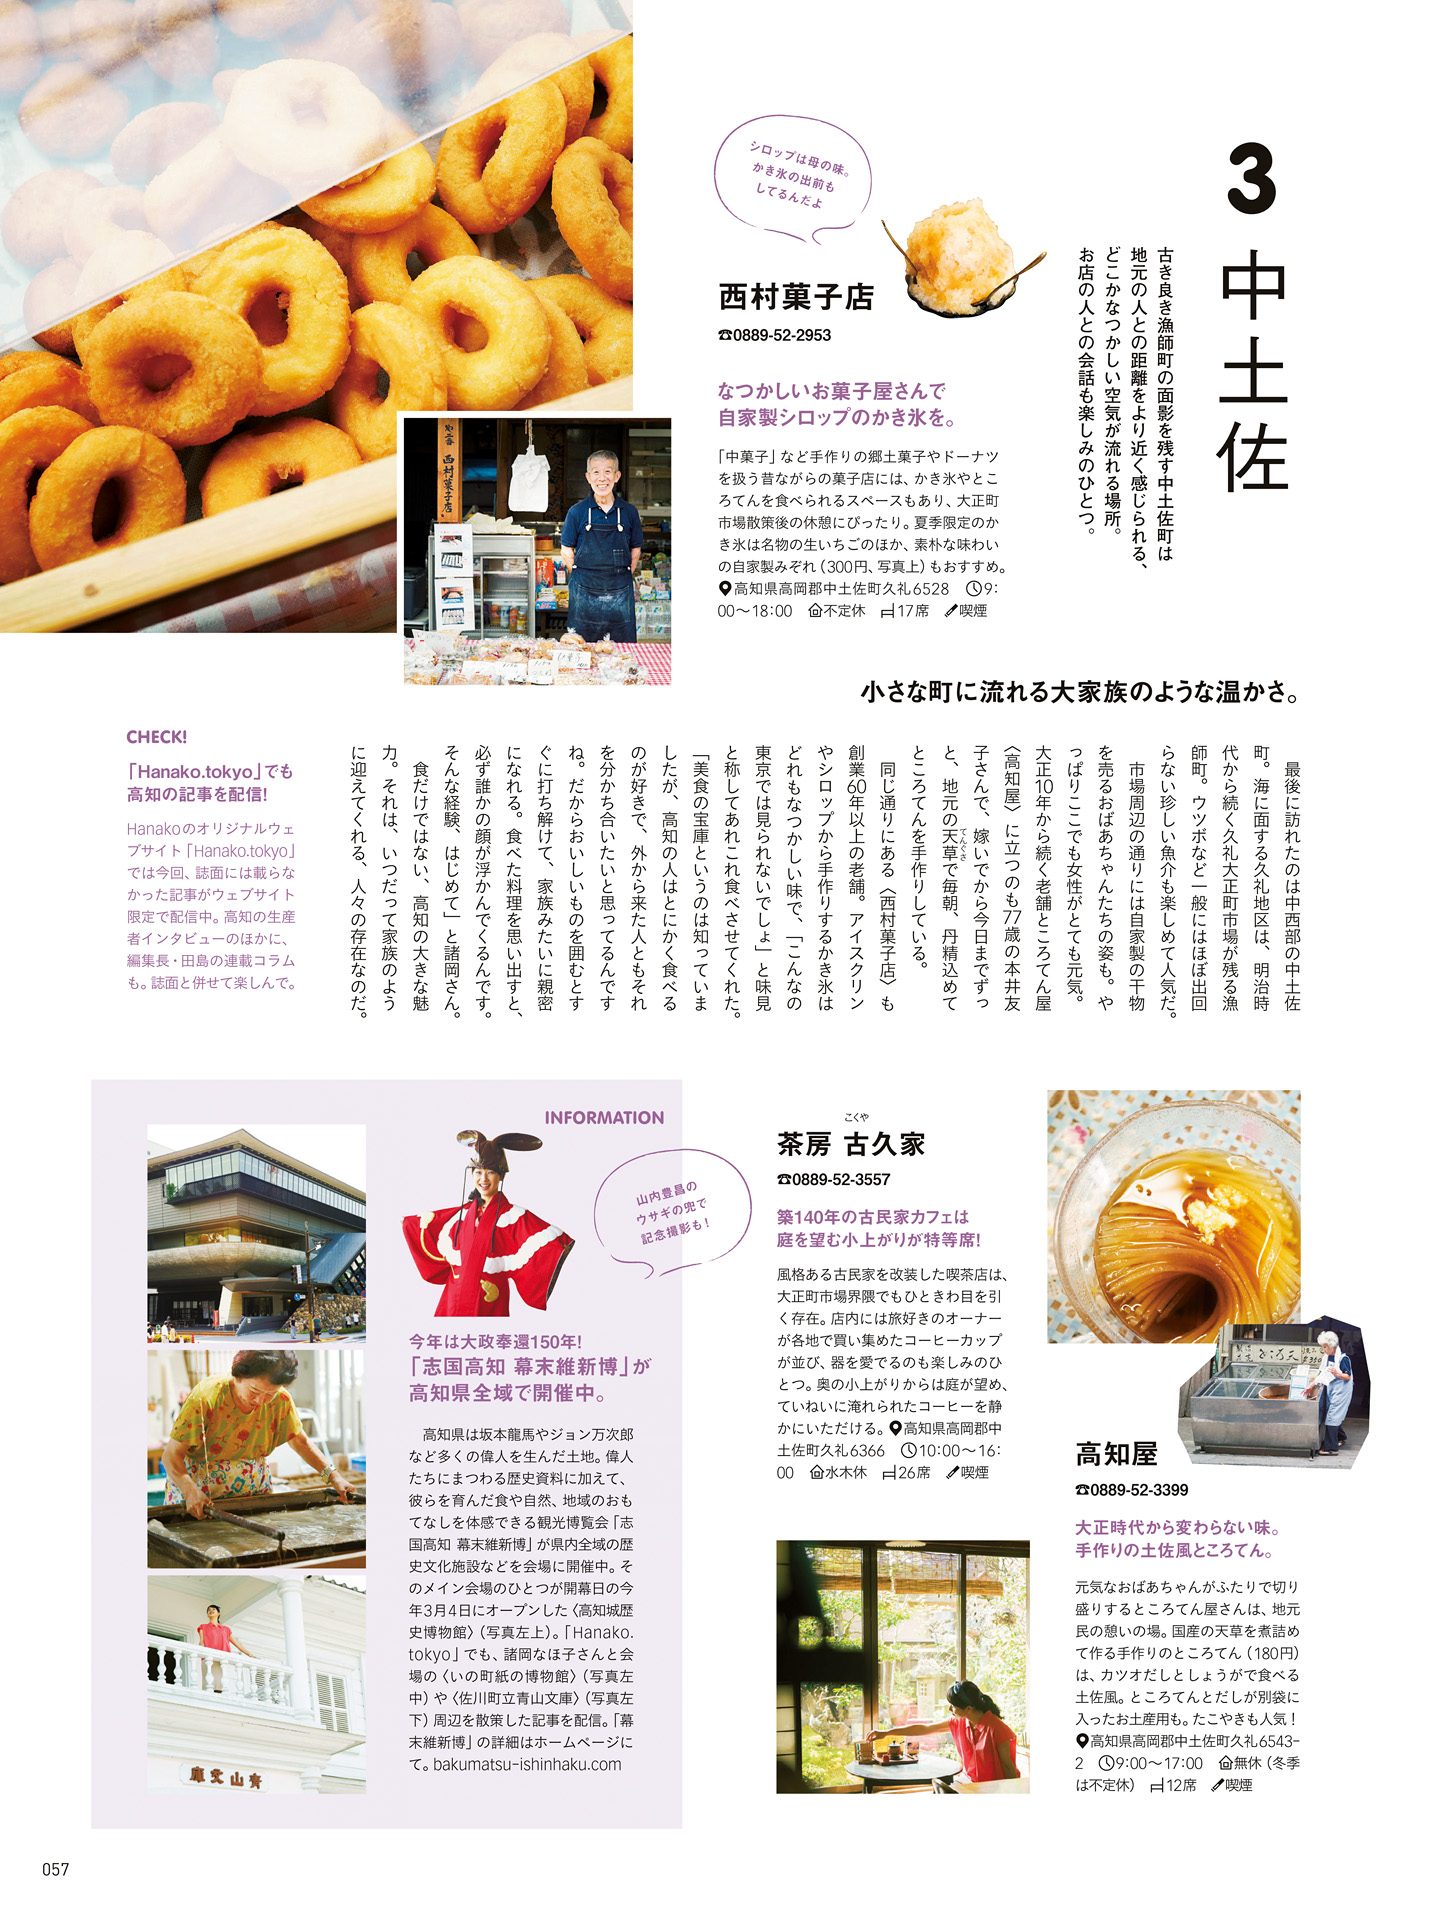 3
中土佐
古き良き漁師町の面影を残す中土佐町は
地元の人との距離をより近く感じられる、
どこかなつかしい空気が流れる場所。
お店の人との会話も楽しみのひとつ。
シロップは母の味。
かき氷の出前も
してるんだよ
西村菓子店
☎0889-52-2953
なつかしいお菓子屋さんで
自家製シロップのかき氷を。
「中菓子」など手作りの郷土菓子やドーナツ
を扱う昔ながらの菓子店には、かき氷やとこ
ろてんを食べられるスペースもあり、大正町
市場散策後の休憩にぴったり。夏季限定のか
き氷は名物の生いちごのほか、素朴な味わい
の自家製みぞれ（300円、写真上）もおすすめ。
高知県高岡郡中土佐町久礼6528 9:
00〜18:00 不定休 17席 喫煙
西村菓子店
小さな町に流れる大家族のような温かさ。
最後に訪れたのは中西部の中土佐
町。海に面する久礼地区は、明治時
代から続く久礼大正町市場が残る漁
師町。ウツボなど一般にはほぼ出回
らない珍しい魚介も楽しめて人気だ。
市場周辺の通りには自家製の干物
を売るおばあちゃんたちの姿も。や
っぱりここでも女性がとても元気。
大正10年から続く老舗ところてん屋
〈高知屋〉に立つのも77歳の本井友
子さんで、嫁いでから今日までずっ
と、地元の天草で毎朝、丹精込めて
てんぐさ
ところてんを手作りしている。
同じ通りにある〈西村菓子店〉も
創業60年以上の老舗。アイスクリン
やシロップから手作りするかき氷は
どれもなつかしい味で、「こんなの
東京では見られないでしょ」と味見
と称してあれこれ食べさせてくれた。
「美食の宝庫というのは知っていま
したが、高知の人はとにかく食べる
のが好きで、外から来た人ともそれ
を分かち合いたいと思ってるんです
ね。だからおいしいものを囲むとす
ぐに打ち解けて、家族みたいに親密
になれる。食べた料理を思い出すと、
必ず誰かの顔が浮かんでくるんです。
そんな経験、はじめて」と諸岡さん。
食だけではない、高知の大きな魅
力。それは、いつだって家族のよう
に迎えてくれる、人々の存在なのだ。
CHECK!
「Hanako.tokyo」でも
高知の記事を配信!
Hanakoのオリジナルウェ
ブサイト「Hanako.tokyo」
では今回、誌面には載らな
かった記事がウェブサイト
限定で配信中。高知の生産
者インタビューのほかに、
編集長・田島の連載コラム
も。誌面と併せて楽しんで。
INFORMATION
山内豊昌の
ウサギの兜で
記念撮影も!
今年は大政奉還150年!
「志国高知 幕末維新博」が
高知県全域で開催中。
高知県は坂本龍馬やジョン万次郎
など多くの偉人を生んだ土地。偉人
たちにまつわる歴史資料に加えて、
彼らを育んだ食や自然、地域のおも
てなしを体感できる観光博覧会「志
国高知 幕末維新博」が県内全域の歴
史文化施設などを会場に開催中。そ
のメイン会場のひとつが開幕日の今
年3月4日にオープンした〈高知城歴
史博物館〉（写真左上）。「Hanako.
tokyo」でも、諸岡なほ子さんと会
場の〈いの町紙の博物館〉（写真左
中）や〈佐川町立青山文庫〉（写真左
下）周辺を散策した記事を配信。「幕
末維新博」の詳細はホームページに
て。bakumatsu-ishinhaku.com
庫文山青
こくや
茶房 古久家
☎0889-52-3557
築140年の古民家カフェは
庭を望む小上がりが特等席!
風格ある古民家を改装した喫茶店は、
大正町市場界隈でもひときわ目を引
く存在。店内には旅好きのオーナー
が各地で買い集めたコーヒーカップ
が並び、器を愛でるのも楽しみのひ
とつ。奥の小上がりからは庭が望め、
ていねいに淹れられたコーヒーを静
かにいただける。高知県高岡郡中
土佐町久礼6366 10:00〜16:
00 水木休 26席 喫煙
高知屋
☎0889-52-3399
大正時代から変わらない味。
手作りの土佐風ところてん。
元気なおばあちゃんがふたりで切り
盛りするところてん屋さんは、地元
民の憩いの場。国産の天草を煮詰め
て作る手作りのところてん（180円）
は、カツオだしとしょうがで食べる
土佐風。ところてんとだしが別袋に
入ったお土産用も。たこやきも人気！
高知県高岡郡中土佐町久礼6543-
2 9:00〜17:00 無休（冬季
は不定休） 12席 喫煙
057